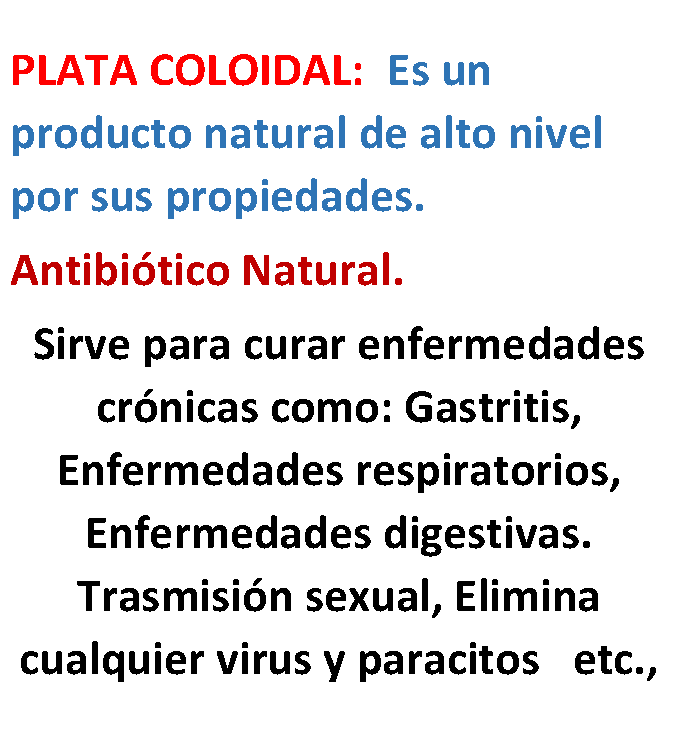 PLATA COLOIDAL: Es un
producto natural de alto nivel
por sus propiedades.
Antibiótico Natural.
Sirve para curar enfermedades
crónicas como: Gastritis,
Enfermedades respiratorios,
Enfermedades digestivas.
Trasmisión sexual, Elimina
cualquier virus y paracitos etc.,